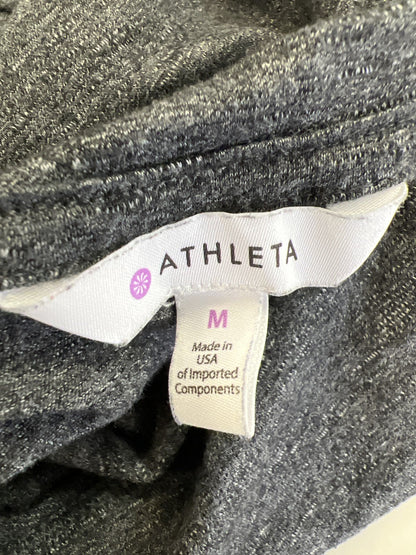 ATHLETA
M
Made in
USA
of Imported
Components